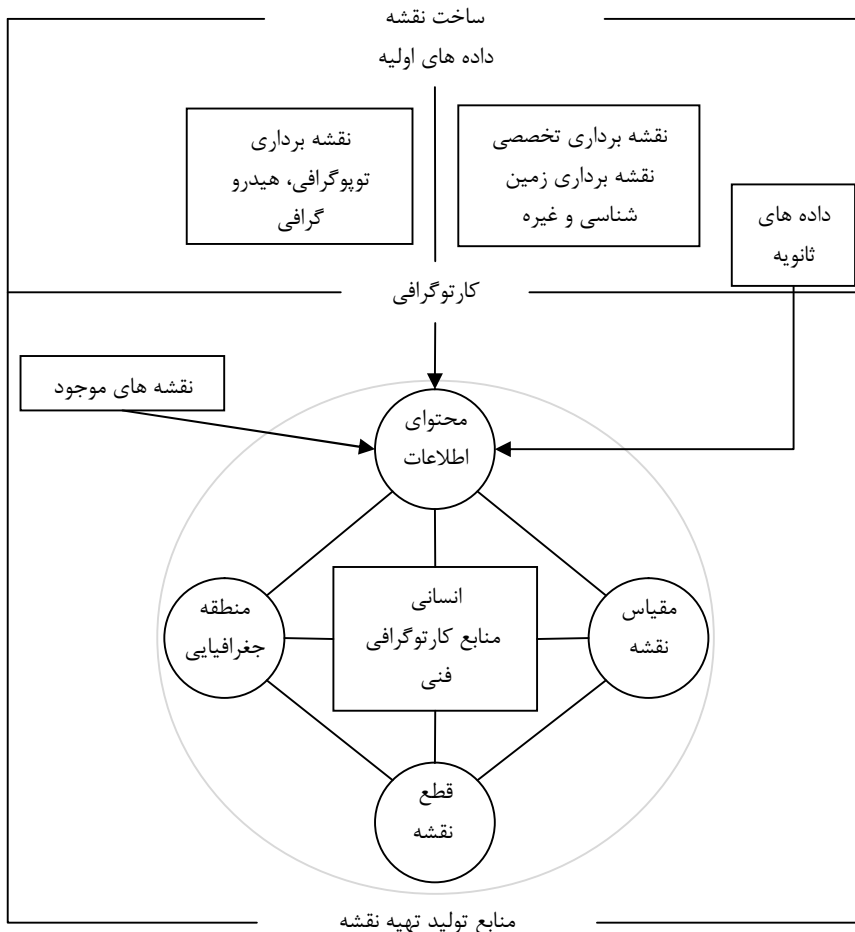 ساخت نقشه
داده های اولیه
نقشه برداری تخصصی
نقشه برداری زمین
شناسی و غیره
نقشه برداری
توپوگرافی، هیدرو
گرافی
داده های
ثانویه
کارتوگرافی
نقشه های موجود
محتوای
اطلاعات
مقیاس
نقشه
انسانی
منابع کارتوگرافی
فنی
منطقه
جغرافیایی
قطع
نقشه
منابع تولید تهیه نقشه